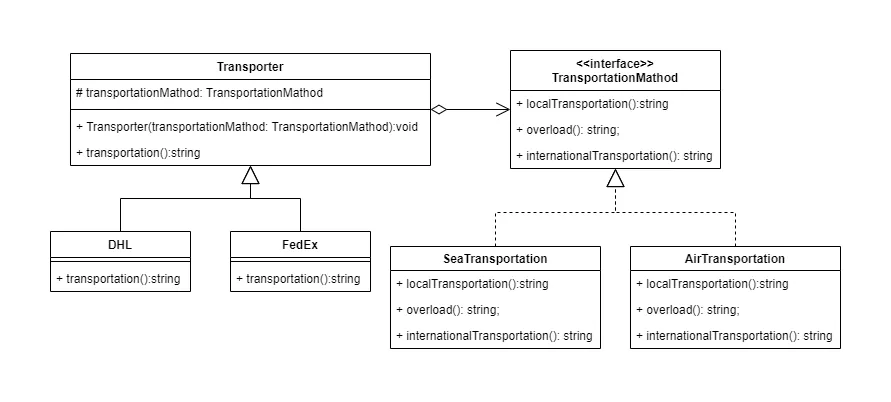 Transporter
# transportationMathod: TransportationMathod
+ Transporter(transportationMathod: TransportationMathod):void
+ transportation():string
<<interface>>
TransportationMathod
+ localTransportation():string
+ overload(): string;
+ internationalTransportation(): string
DHL
+ transportation():string
FedEx
+ transportation():string
SeaTransportation
+ localTransportation():string
+ overload(): string;
+ internationalTransportation(): string
AirTransportation
+ localTransportation():string
+ overload(): string;
+ internationalTransportation(): string